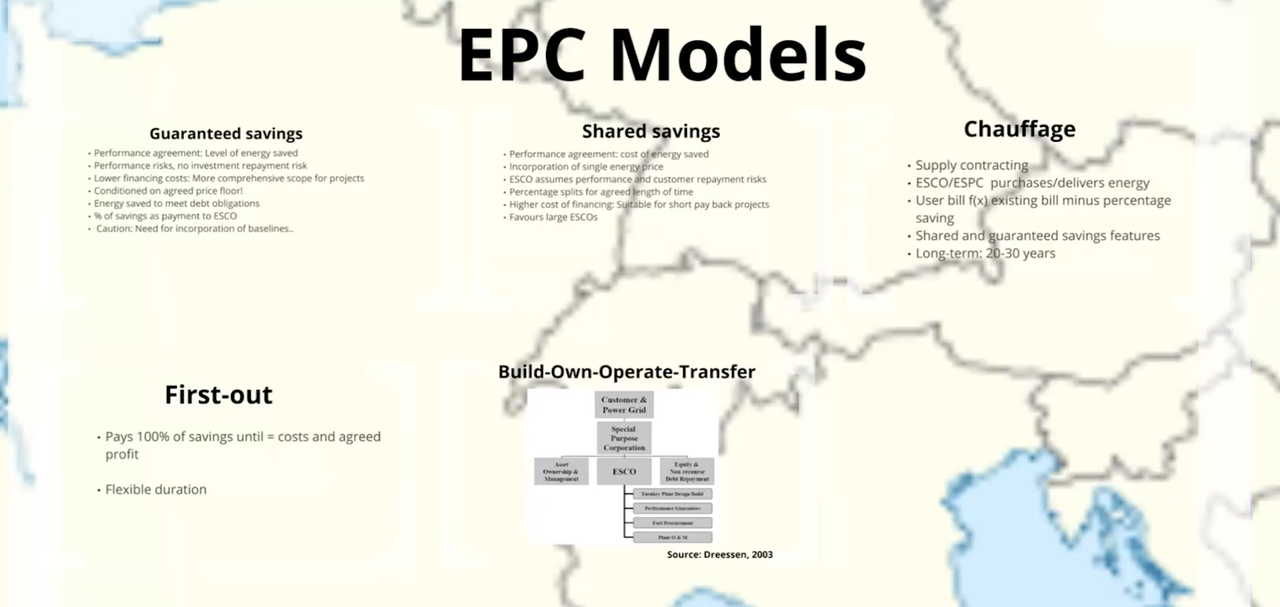 EPC Models
Guaranteed savings
• Performance agreement: Level of energy saved
• Performance risks, no investment repayment risk
• Lower financing costs: More comprehensive scope for projects
• Conditioned on agreed price floor!
• Energy saved to meet debt obligations
• % of savings as payment to ESCO
• Caution: Need for incorporation of baselines..
Shared savings
• Performance agreement: cost of energy saved
• Incorporation of single energy price
• ESCO assumes performance and customer repayment risks
• Percentage splits for agreed length of time
• Higher cost of financing: Suitable for short pay back projects
• Favours large ESCOs
Chauffage
• Supply contracting
• ESCO/ESPC purchases/delivers energy
• User bill f(x) existing bill minus percentage
saving
• Shared and guaranteed savings features
• Long-term: 20-30 years
First-out
• Pays 100% of savings until = costs and agreed
profit
• Flexible duration
Build-Own-Operate-Transfer
Customer &
Power Grid
Special
Purpose
Corporation
Asset
Ownership &
Management
ESCO
Equity &
Non-recourse
Debt Repayment
Turnkey Plant Design/Build
Performance Guarantees
Fuel Procurement
Plant O & M
Source: Dreessen, 2003